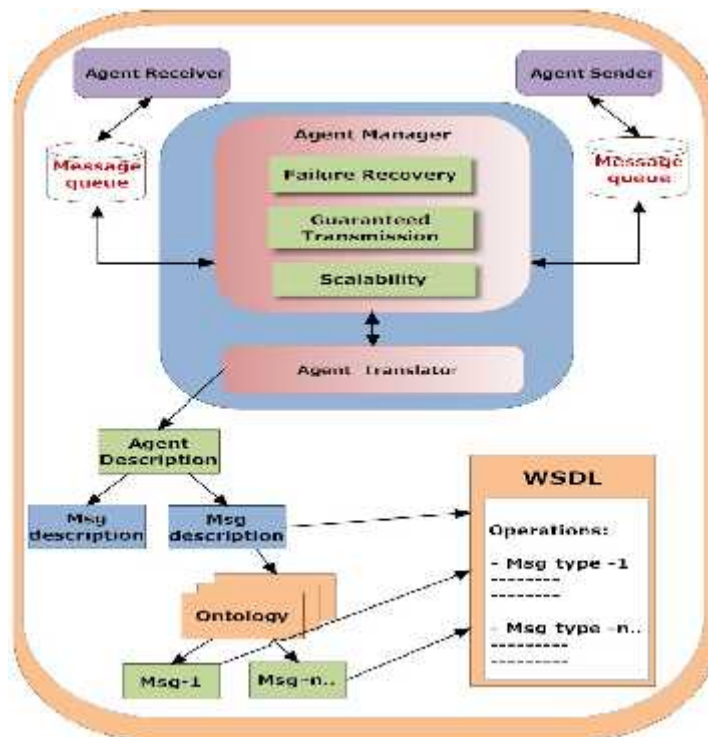 Agent Receiver
Agent Sender
Message
queue
Agent Manager
Message
queue
Failure Recovery
Guaranteed
Transmission
Scalability
Agent Translator
Agent
Description
Msg
description
Msg
description
Ontology
Msg-1
Msg-n..
WSDL
Operations:
- Msg type -1
--------
--------
- Msg type -n..
---------
---------